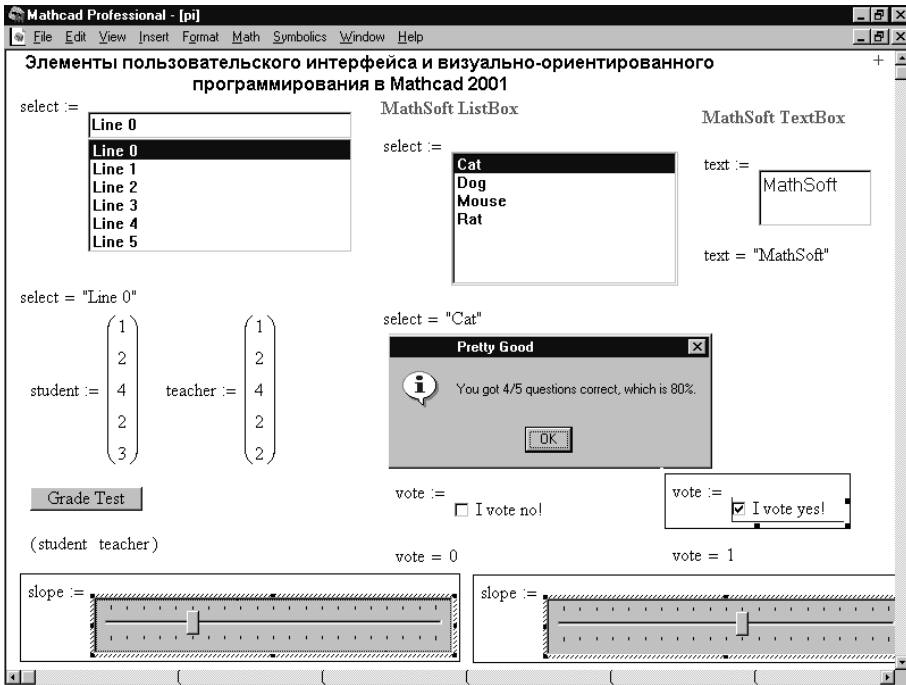 Mathcad Professional - [pi]
File Edit View Insert Format Math Symbolics Window Help
Элементы пользовательского интерфейса и визуально-ориентированного
программирования в Mathcad 2001
select :=
Line 0
Line 0
Line 1
Line 2
Line 3
Line 4
Line 5
select = "Line 0"
MathSoft ListBox
select :=
Cat
Dog
Mouse
Rat
select = "Cat"
MathSoft TextBox
text :=
MathSoft
text = "MathSoft"
student :=
1
2
4
2
3
teacher :=
1
2
4
2
2
Pretty Good
You got 4/5 questions correct, which is 80%.
OK
Grade Test
(student teacher)
vote :=
I vote no!
vote = 0
vote :=
I vote yes!
vote = 1
slope :=
slope :=